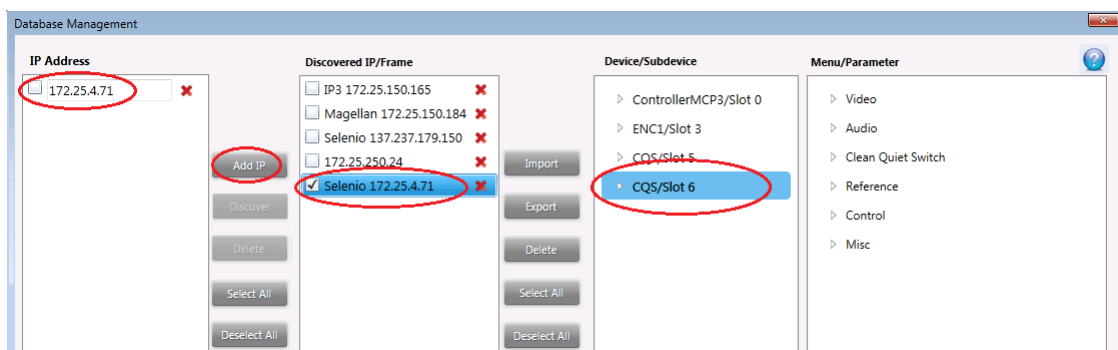 Database Management
IP Address
172.25.4.71
Add IP
Discover
Delete
Select All
Deselect All
Discovered IP/Frame
IP3 172.25.150.165
Magellan 172.25.150.184
Selenio 137.237.179.150
172.25.250.24
Selenio 172.25.4.71
Import
Export
Delete
Select All
Deselect All
Device/Subdevice
ControllerMCP3/Slot 0
ENC1/Slot 3
CQS/Slot 5
CQS/Slot 6
Menu/Parameter
Video
Audio
Clean Quiet Switch
Reference
Control
Misc